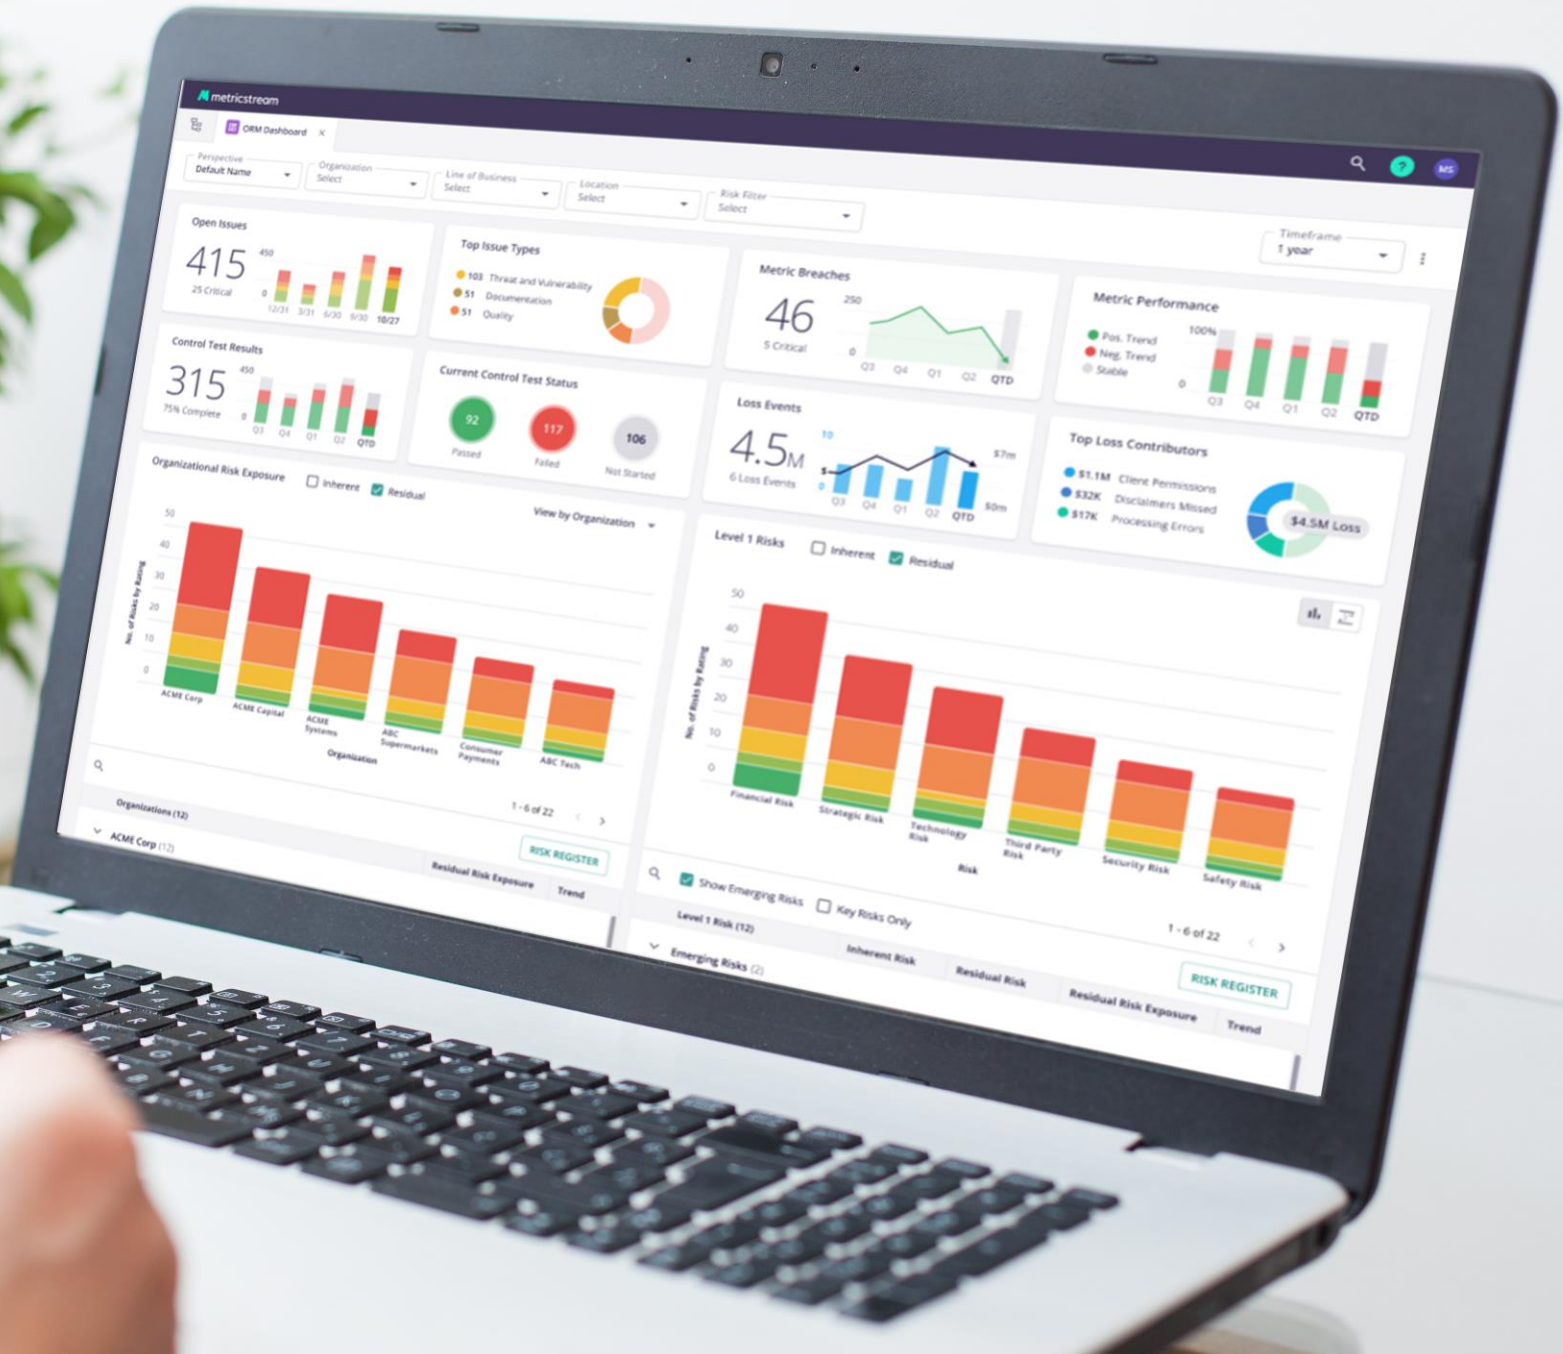 metricstream
ORM Dashboard ×
?
MS
Perspective
Default Name
Organization
Select
Line of Business
Select
Location
Select
Risk Filter
Select
Timeframe
1 year
Open Issues
415
25 Critical
450
0
12/31 3/31 6/30 9/30 10/27
Top Issue Types
103 Threat and Vulnerability
51 Documentation
51 Quality
Metric Breaches
46
5 Critical
250
0
Q3 Q4 Q1 Q2 QTD
Metric Performance
Pos. Trend
Neg. Trend
Stable
100%
0
Q3 Q4 Q1 Q2 QTD
Control Test Results
315
75% Complete
450
0
Q3 Q4 Q1 Q2 QTD
Current Control Test Status
92
117
106
Passed
Failed
Not Started
Loss Events
4.5M
6 Loss Events
10
$
0
$7m
$0m
Q3 Q4 Q1 Q2 QTD
Top Loss Contributors
$1.1M Client Permissions
$32K Disclaimers Missed
$17K Processing Errors
$4.5M Loss
Organizational Risk Exposure
Inherent
Residual
View by Organization
No. of Risks by Rating
50
40
30
20
10
0
ACME Corp
ACME Capital
ACME Systems
ABC Supermarkets
Consumer Payments
ABC Tech
Organization
1 - 6 of 22
RISK REGISTER
Organizations (12)
Residual Risk Exposure
Trend
ACME Corp (12)
Level 1 Risks
Inherent
Residual
No. of Risks by Rating
50
40
30
20
10
0
Financial Risk
Strategic Risk
Technology Risk
Third Party Risk
Security Risk
Safety Risk
Risk
Show Emerging Risks
Key Risks Only
1 - 6 of 22
RISK REGISTER
Level 1 Risk (12)
Inherent Risk
Residual Risk
Residual Risk Exposure
Trend
Emerging Risks (2)